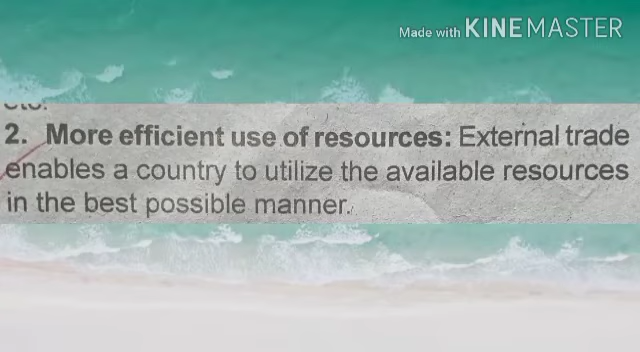 Made with KINEMASTER
2. More efficient use of resources: External trade
enables a country to utilize the available resources
in the best possible manner.